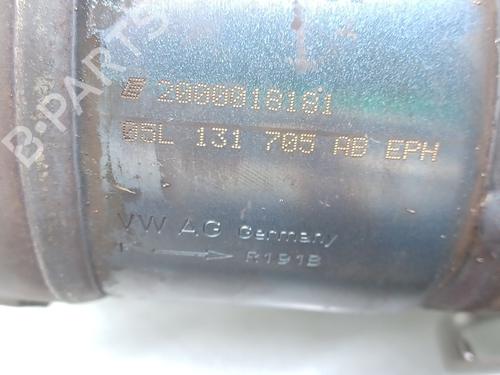 B-PARTS
2000018181
05L 131 705 AB EPH
VW AG Germany
R191B